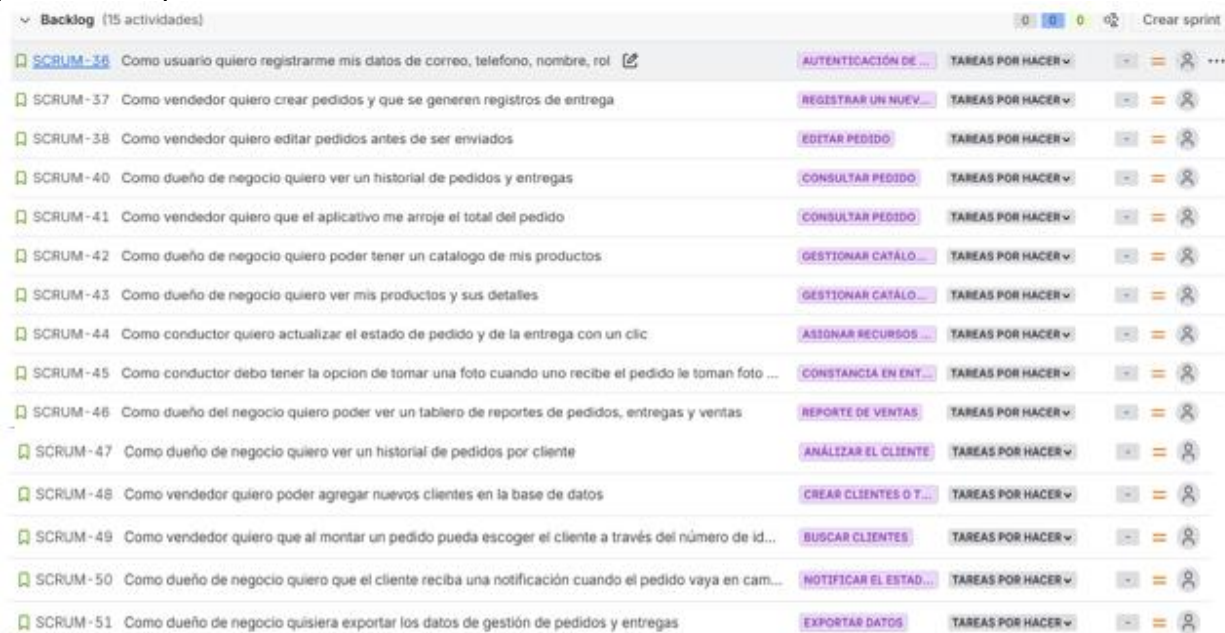 Backlog (15 actividades) 0 0 0 Crear sprint
SCRUM-36 Como usuario quiero registrarme mis datos de correo, telefono, nombre, rol AUTENTICACIÓN DE ... TAREAS POR HACER - ...
SCRUM-37 Como vendedor quiero crear pedidos y que se generen registros de entrega REGISTRAR UN NUEV... TAREAS POR HACER -
SCRUM-38 Como vendedor quiero editar pedidos antes de ser enviados EDITAR PEDIDO TAREAS POR HACER -
SCRUM-40 Como dueño de negocio quiero ver un historial de pedidos y entregas CONSULTAR PEDIDO TAREAS POR HACER -
SCRUM-41 Como vendedor quiero que el aplicativo me arroje el total del pedido CONSULTAR PEDIDO TAREAS POR HACER -
SCRUM-42 Como dueño de negocio quiero poder tener un catalogo de mis productos GESTIONAR CATÁLO... TAREAS POR HACER -
SCRUM-43 Como dueño de negocio quiero ver mis productos y sus detalles GESTIONAR CATÁLO... TAREAS POR HACER -
SCRUM-44 Como conductor quiero actualizar el estado de pedido y de la entrega con un clic ASIGNAR RECURSOS ... TAREAS POR HACER -
SCRUM-45 Como conductor debo tener la opcion de tomar una foto cuando uno recibe el pedido le toman foto ... CONSTANCIA EN ENT... TAREAS POR HACER -
SCRUM-46 Como dueño del negocio quiero poder ver un tablero de reportes de pedidos, entregas y ventas REPORTE DE VENTAS TAREAS POR HACER -
SCRUM-47 Como dueño de negocio quiero ver un historial de pedidos por cliente ANÁLIZAR EL CLIENTE TAREAS POR HACER -
SCRUM-48 Como vendedor quiero poder agregar nuevos clientes en la base de datos CREAR CLIENTES O T... TAREAS POR HACER -
SCRUM-49 Como vendedor quiero que al montar un pedido pueda escoger el cliente a través del número de id... BUSCAR CLIENTES TAREAS POR HACER -
SCRUM-50 Como dueño de negocio quiero que el cliente reciba una notificación cuando el pedido vaya en cam... NOTIFICAR EL ESTAD... TAREAS POR HACER -
SCRUM-51 Como dueño de negocio quisiera exportar los datos de gestión de pedidos y entregas EXPORTAR DATOS TAREAS POR HACER -